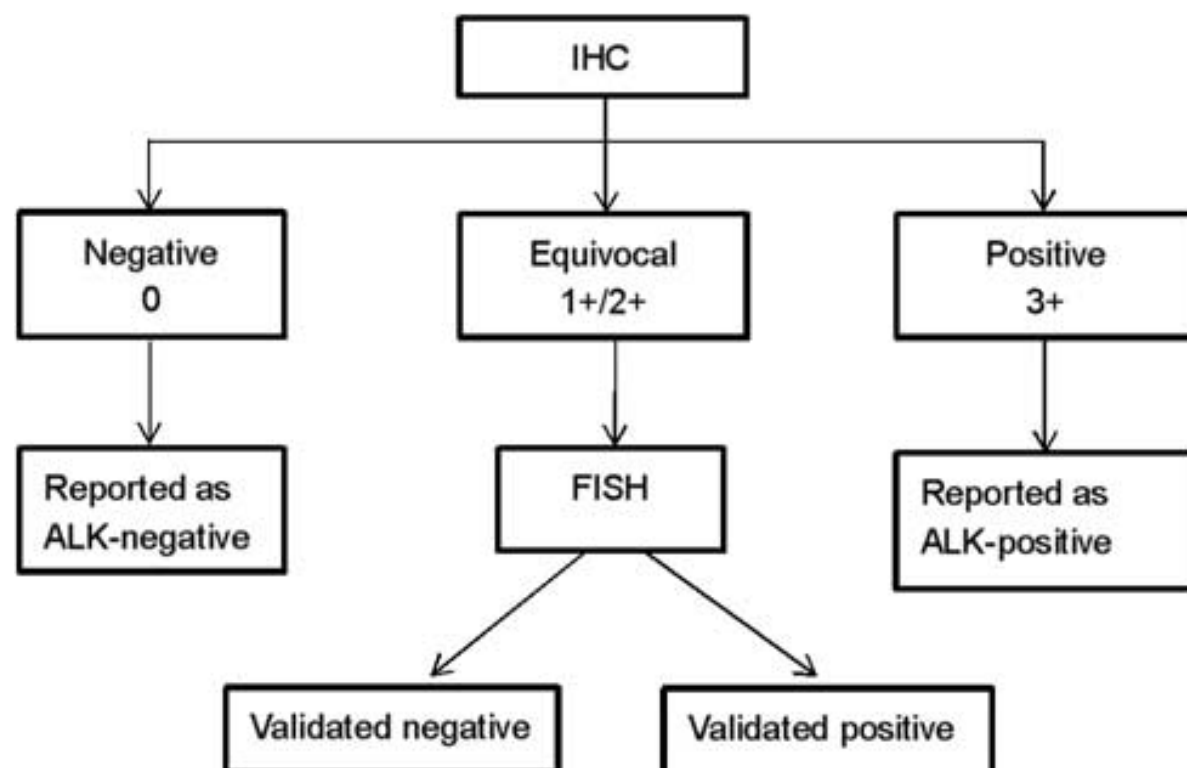 IHC
Negative
0
Equivocal
1+/2+
Positive
3+
Reported as
ALK-negative
FISH
Reported as
ALK-positive
Validated negative
Validated positive